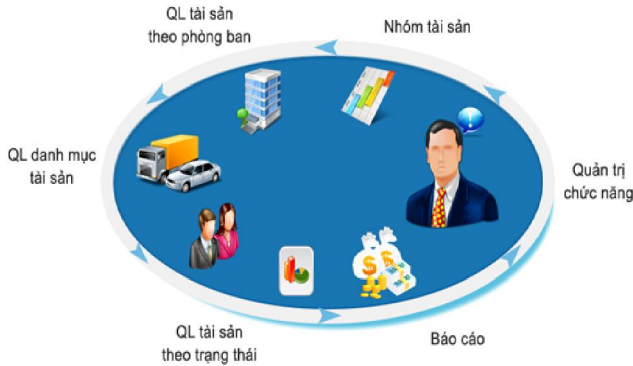 QL tài sản
theo phòng ban
Nhóm tài sản
QL danh mục
tài sản
Quản trị
chức năng
QL tài sản
theo trạng thái
Báo cáo